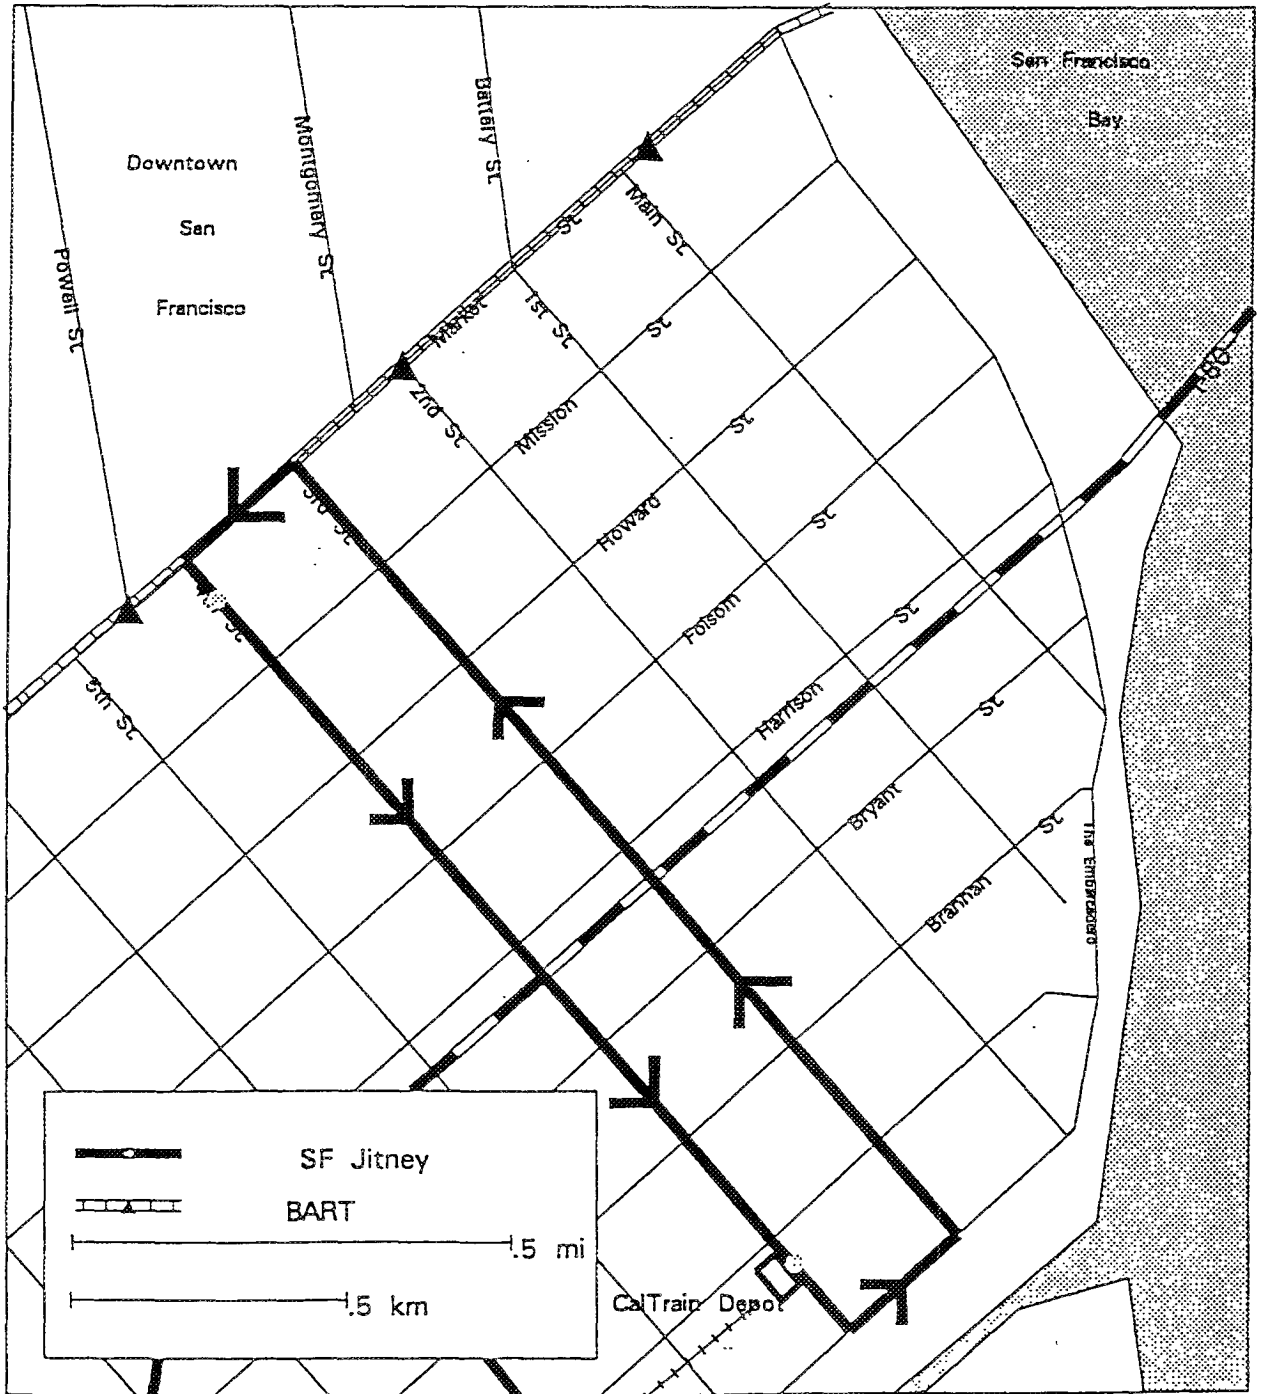 San Francisco
Bay
Downtown
San
Francisco
Powell St
Montgomery St
Battery St
Main St
Market St
1st St
2nd St
3rd St
St
5th St
Mission St
Howard St
Folsom St
Harrison St
Bryant St
Brannan St
The Embarcadero
I-80
SF Jitney
BART
.5 mi
.5 km
CalTrain Depot